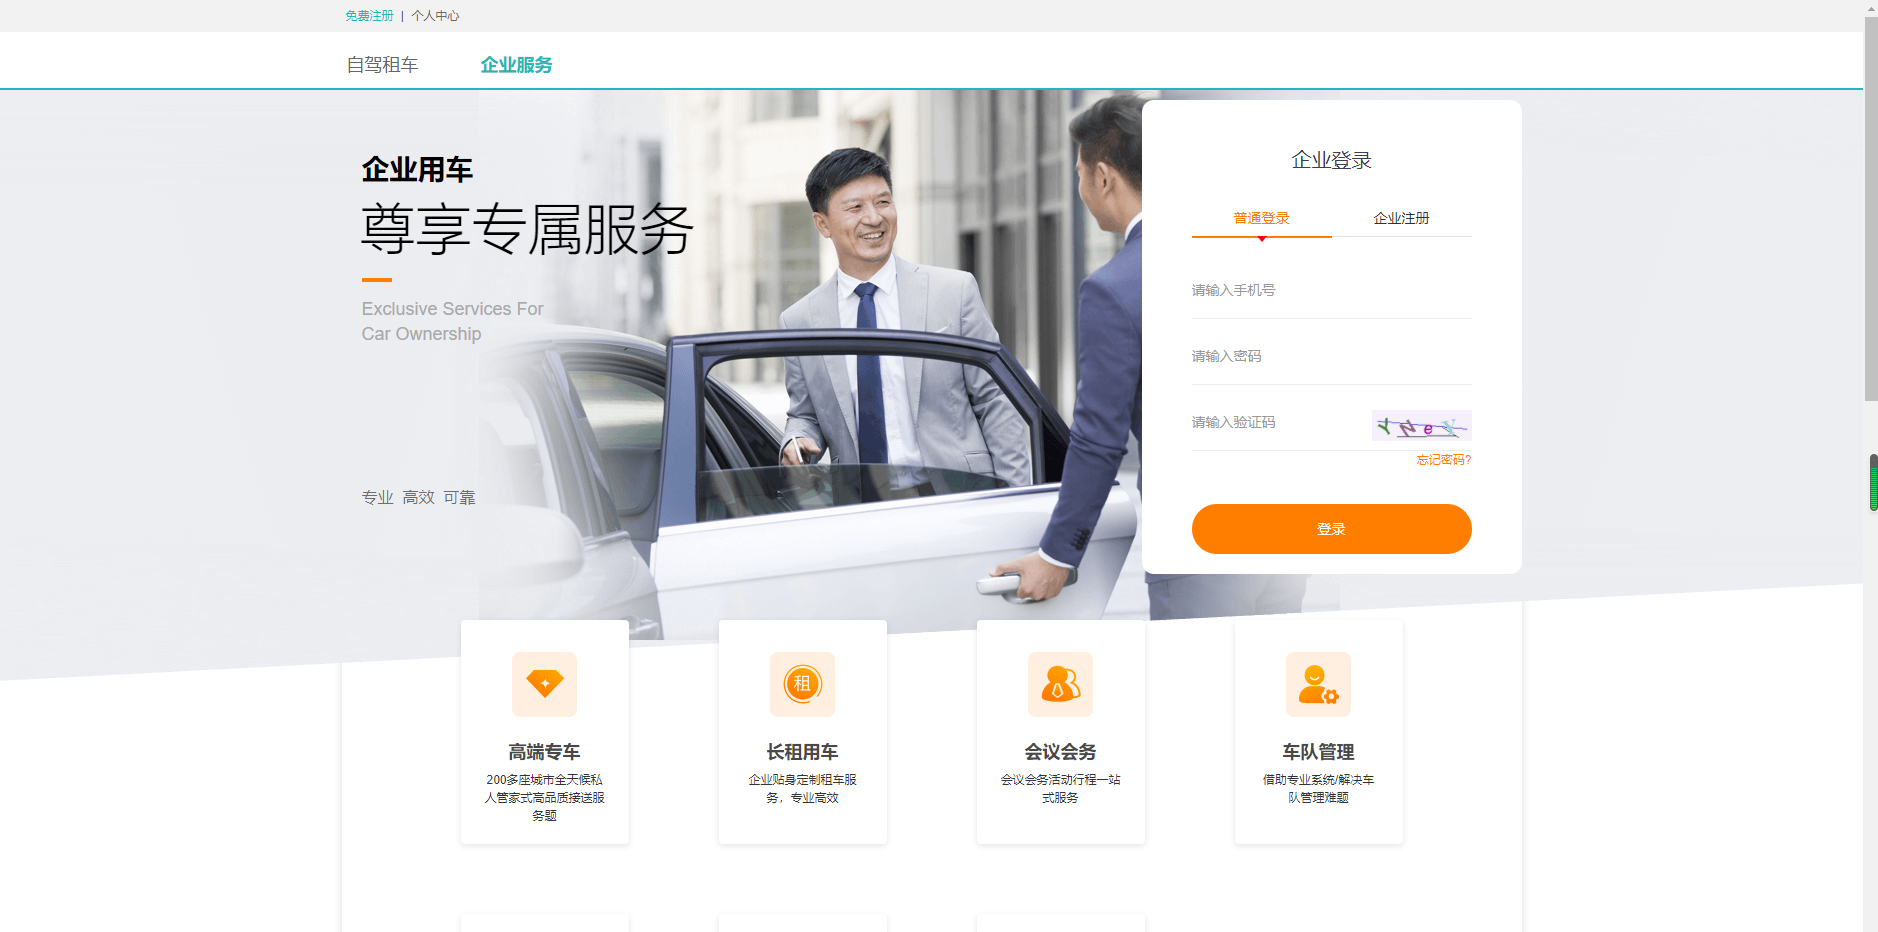 免费注册 | 个人中心
自驾租车 企业服务
企业用车
尊享专属服务
Exclusive Services For
Car Ownership
专业 高效 可靠
企业登录
普通登录 企业注册
请输入手机号
请输入密码
请输入验证码
YNeX
忘记密码?
登录
高端专车
200多座城市全天候私
人管家式高品质接送服
务题
租
长租用车
企业贴身定制租车服
务，专业高效
会议会务
会议会务活动行程一站
式服务
车队管理
借助专业系统/解决车
队管理难题